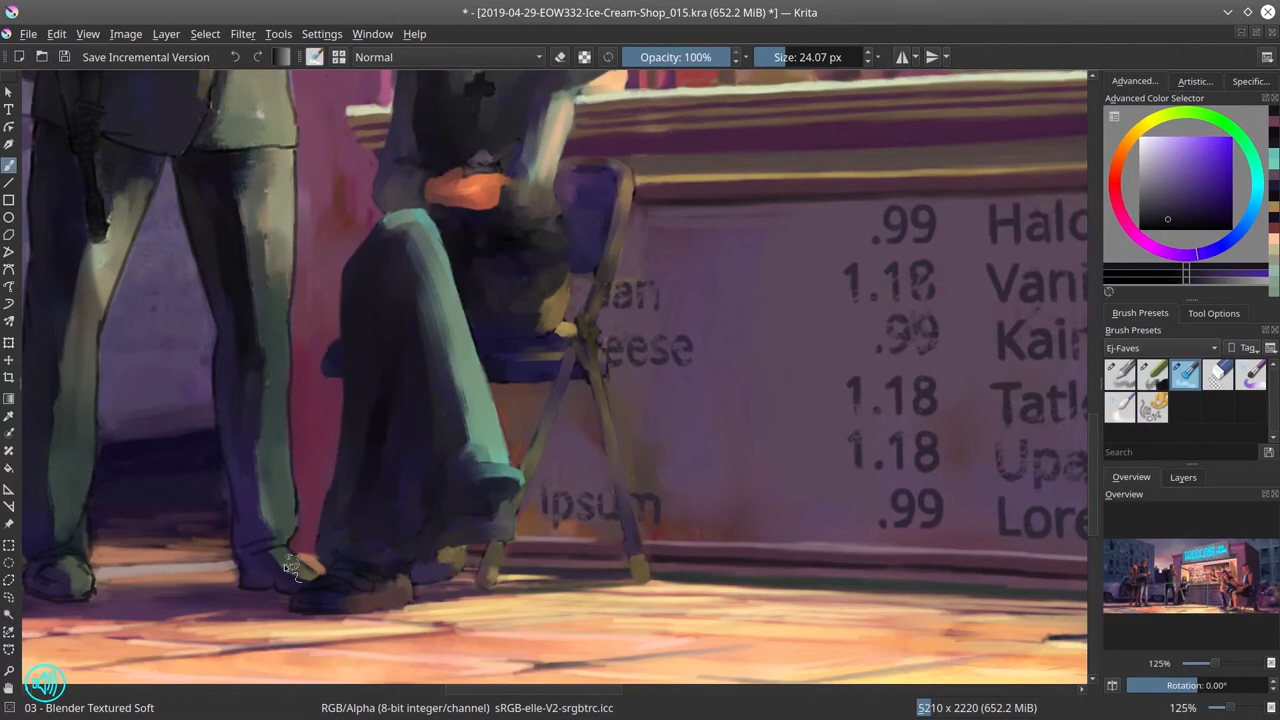 * - [2019-04-29-EOW332-Ice-Cream-Shop_015.kra (652.2 MiB) *] — Krita
File Edit View Image Layer Select Filter Tools Settings Window Help
Save Incremental Version Normal Opacity: 100% Size: 24.07 px
Advanced... Artistic... Specific...
Advanced Color Selector
.99 Halo
1.18 Vani
.99 Kain
eese
1.18 Tatl
1.18 Upa
Ipsum .99 Lore
Brush Presets Tool Options
Brush Presets
Ej-Faves Tag
Search
Overview Layers
Overview
125%
Rotation: 0.00°
03 - Blender Textured Soft RGB/Alpha (8-bit integer/channel) sRGB-elle-V2-srgbtrc.icc 5210 x 2220 (652.2 MiB) 125%